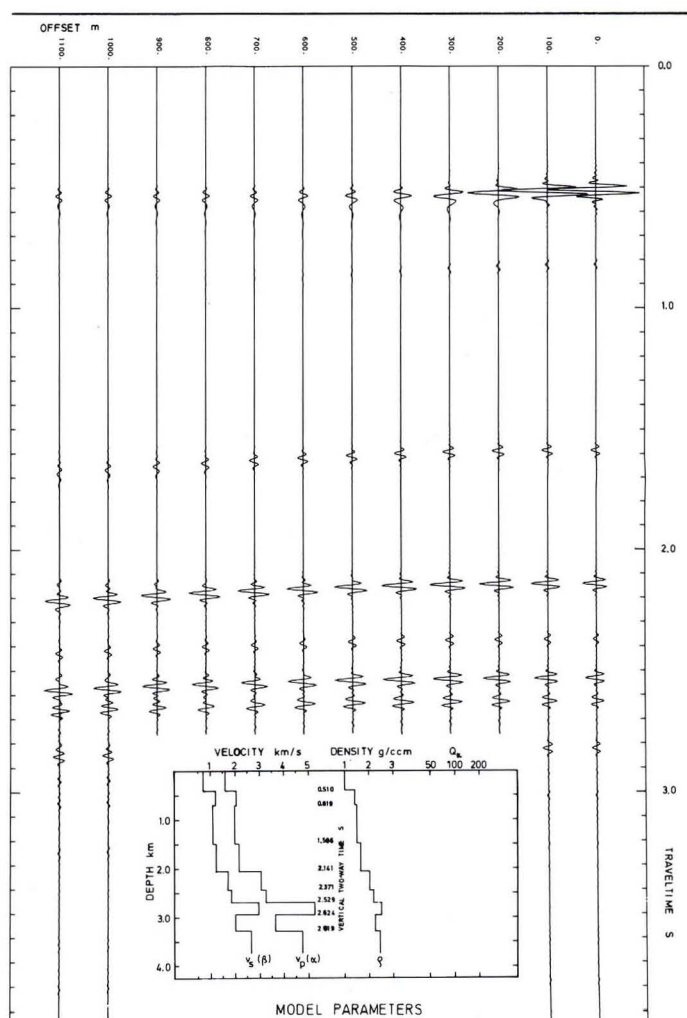 OFFSET m
1100. 1000. 900. 800. 700. 600. 500. 400. 300. 200. 100. 0.
0.0
1.0
2.0
3.0
TRAVELTIME S
VELOCITY km/s DENSITY g/ccm Qα
1 2 3 4 5 1 2 3 50 100 200
DEPTH km
1.0
2.0
3.0
4.0
VERTICAL TWO-WAY TIME S
0.510
0.819
1.586
2.141
2.371
2.529
2.624
2.819
vs(β) vp(α) ρ
MODEL PARAMETERS